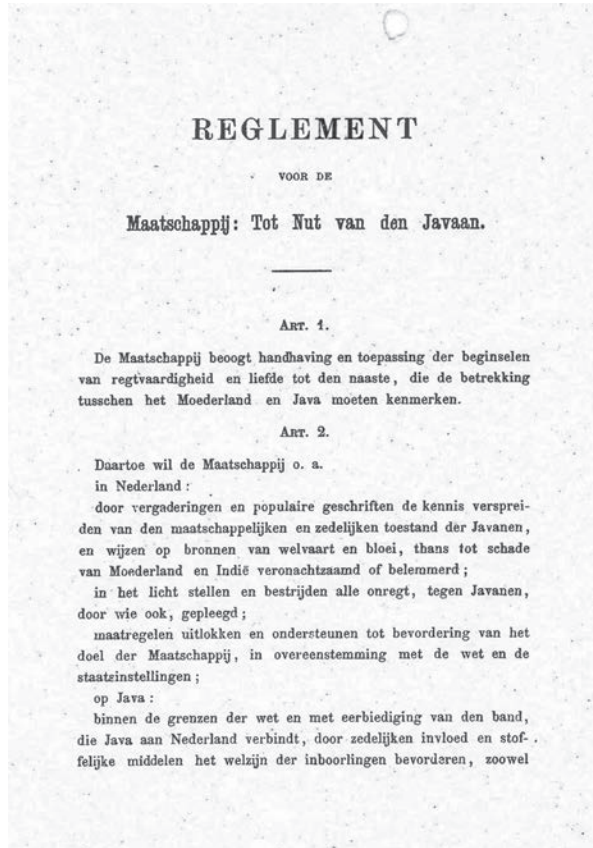 REGLEMENT
VOOR DE
Maatschappij: Tot Nut van den Javaan.
ART. 1.
De Maatschappij beoogt handhaving en toepassing der beginselen
van regtvaardigheid en liefde tot den naaste, die de betrekking
tusschen het Moederland en Java moeten kenmerken.
ART. 2.
Daartoe wil de Maatschappij o. a.
in Nederland:
door vergaderingen en populaire geschriften de kennis versprei-
den van den maatschappelijken en zedelijken toestand der Javanen,
en wijzen op bronnen van welvaart en bloei, thans tot schade
van Moederland en Indië veronachtzaamd of belemmerd;
in het licht stellen en bestrijden alle onregt, tegen Javanen,
door wie ook, gepleegd;
maatregelen uitlokken en ondersteunen tot bevordering van het
doel der Maatschappij, in overeenstemming met de wet en de
staatsinstellingen;
op Java:
binnen de grenzen der wet en met eerbiediging van den band,
die Java aan Nederland verbindt, door zedelijken invloed en stof-
felijke middelen het welzijn der inboorlingen bevorderen, zoowel